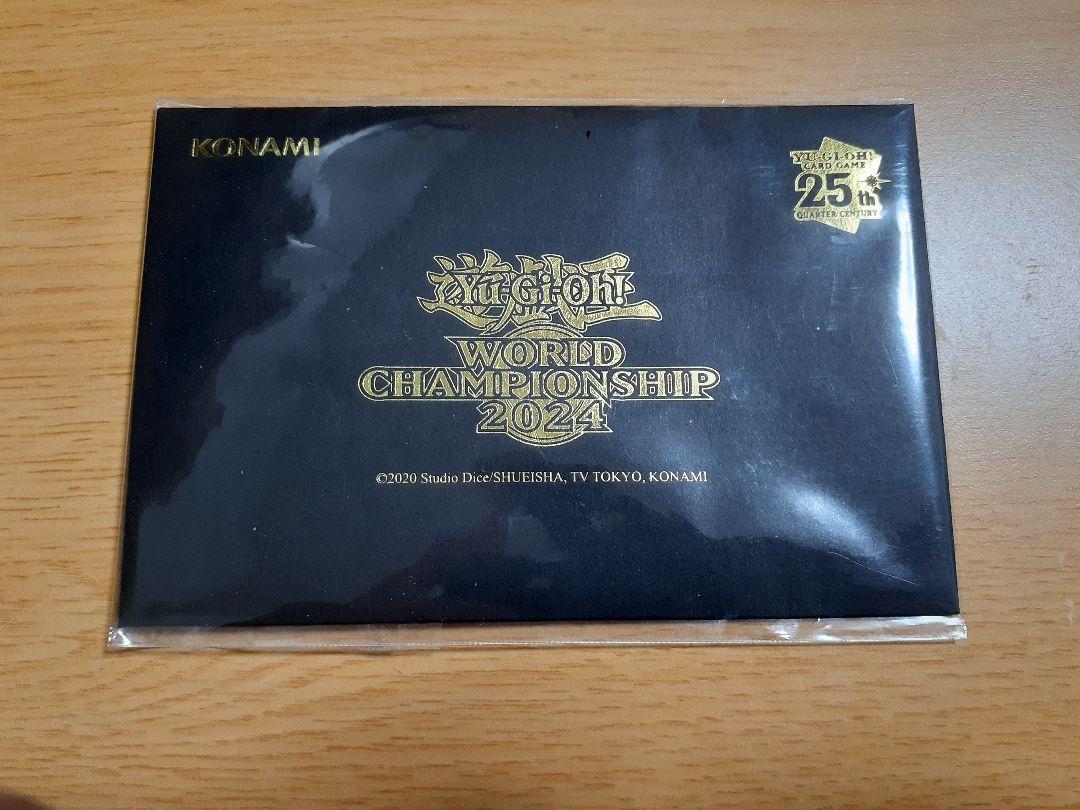 KONAMI
YU-GI-OH!
CARD GAME
25th
QUARTER CENTURY
遊戯王
Yu-Gi-Oh!
WORLD
CHAMPIONSHIP
2024
©2020 Studio Dice/SHUEISHA, TV TOKYO, KONAMI